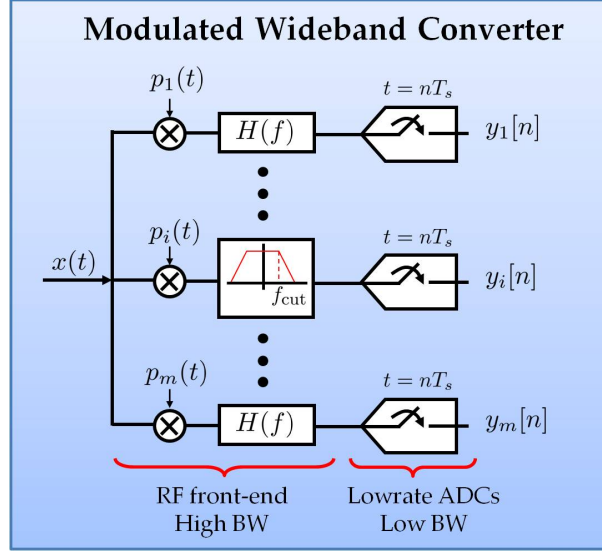 Modulated Wideband Converter
p₁(t)
t = nTₛ
H(f)
y₁[n]
pᵢ(t)
t = nTₛ
x(t)
f_cut
yᵢ[n]
pₘ(t)
t = nTₛ
H(f)
yₘ[n]
RF front-end
High BW
Lowrate ADCs
Low BW